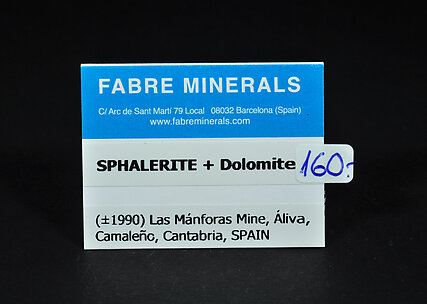 FABRE MINERALS
C/ Arc de Sant Martí 79 Local 08032 Barcelona (Spain)
www.fabreminerals.com
SPHALERITE + Dolomite 160.-
(±1990) Las Mánforas Mine, Áliva,
Camaleño, Cantabria, SPAIN